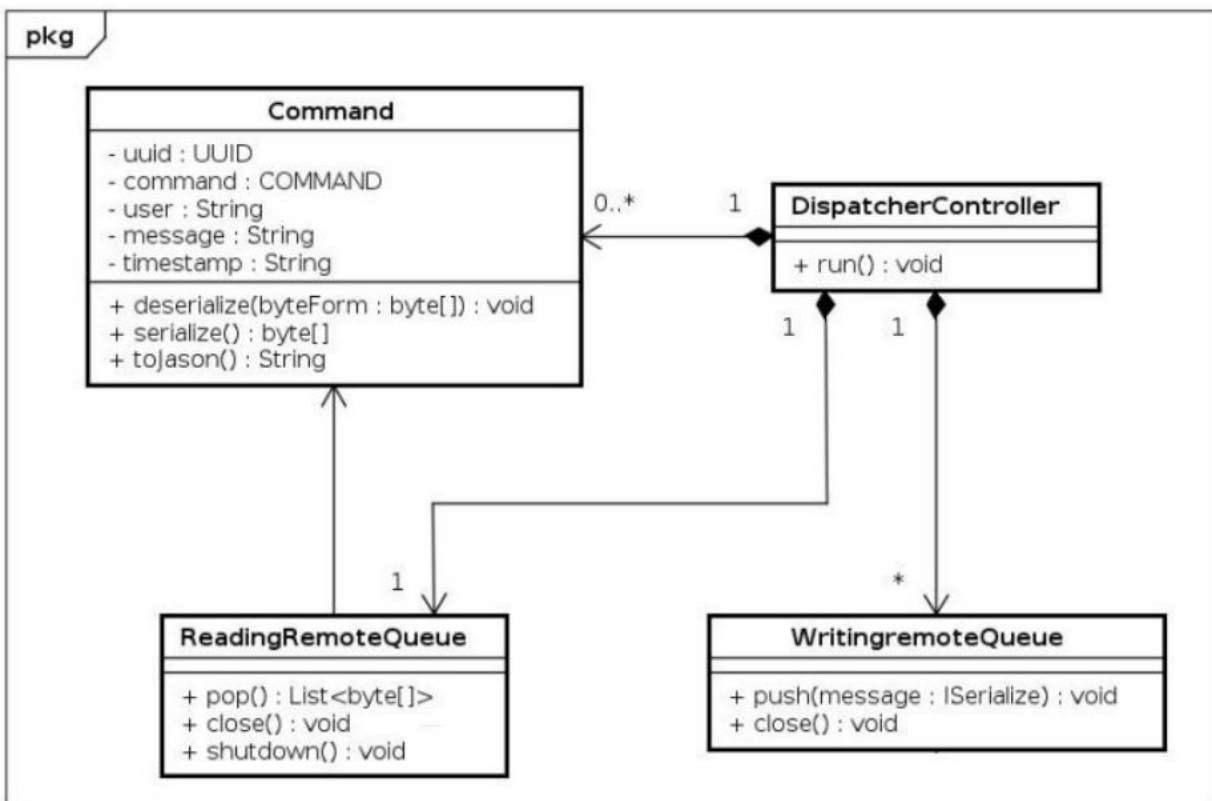 pkg
Command
- uuid : UUID
- command : COMMAND
- user : String
- message : String
- timestamp : String
+ deserialize(byteForm : byte[]) : void
+ serialize() : byte[]
+ toJason() : String
0..*
1
DispatcherController
+ run() : void
1
1
1
*
ReadingRemoteQueue
+ pop() : List<byte[]>
+ close() : void
+ shutdown() : void
WritingremoteQueue
+ push(message : ISerialize) : void
+ close() : void